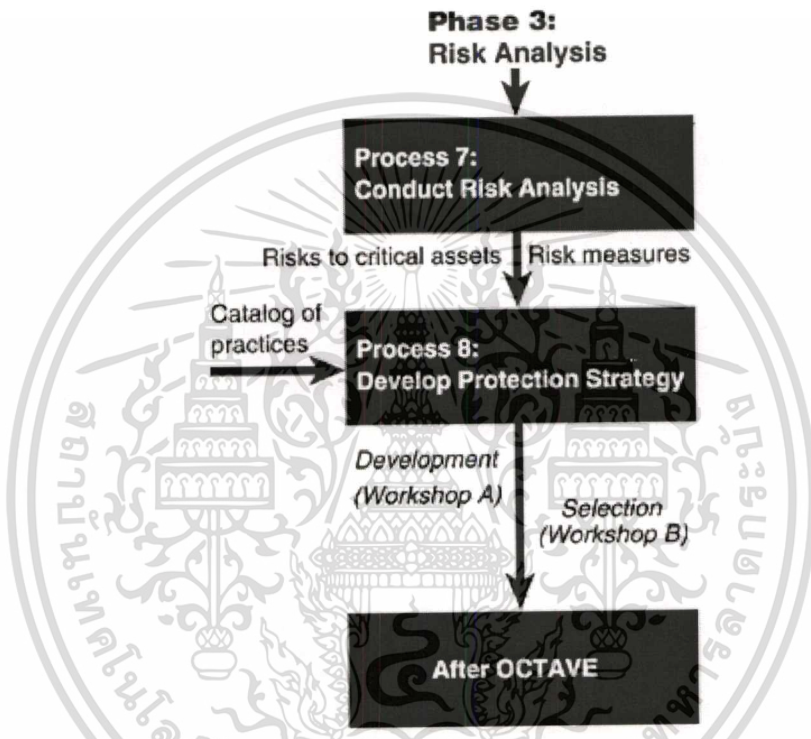 Phase 3:
Risk Analysis
Process 7:
Conduct Risk Analysis
Risks to critical assets
Risk measures
Catalog of
practices
Process 8:
Develop Protection Strategy
Development
(Workshop A)
Selection
(Workshop B)
After OCTAVE